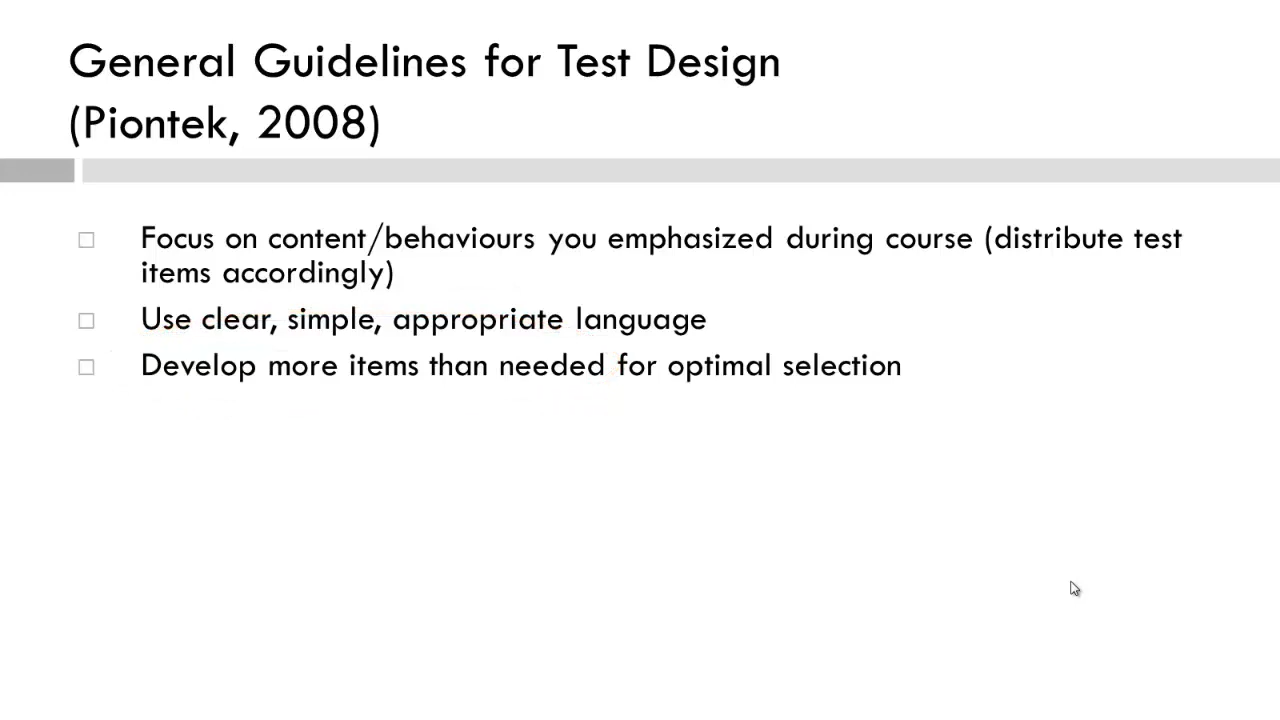 General Guidelines for Test Design
(Piontek, 2008)
Focus on content/behaviours you emphasized during course (distribute test
items accordingly)
Use clear, simple, appropriate language
Develop more items than needed for optimal selection